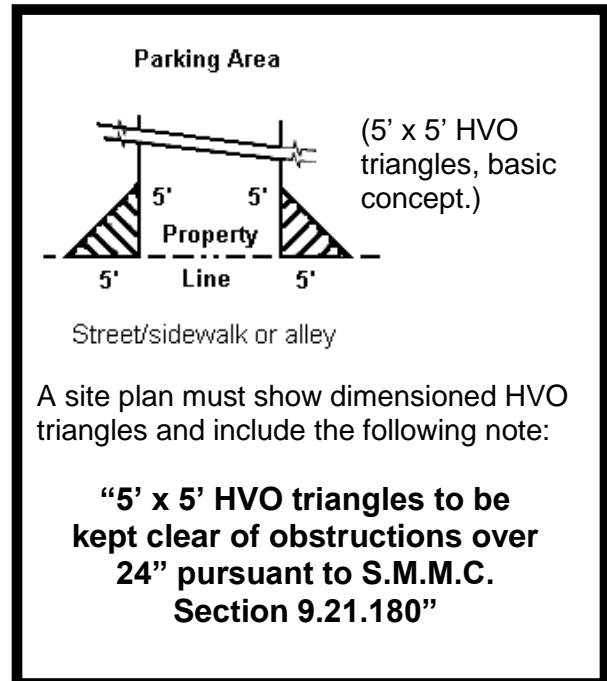 Parking Area
(5’ x 5’ HVO
triangles, basic
concept.)
5' 5'
Property
5' Line 5'
Street/sidewalk or alley
A site plan must show dimensioned HVO
triangles and include the following note:
“5’ x 5’ HVO triangles to be
kept clear of obstructions over
24” pursuant to S.M.M.C.
Section 9.21.180”